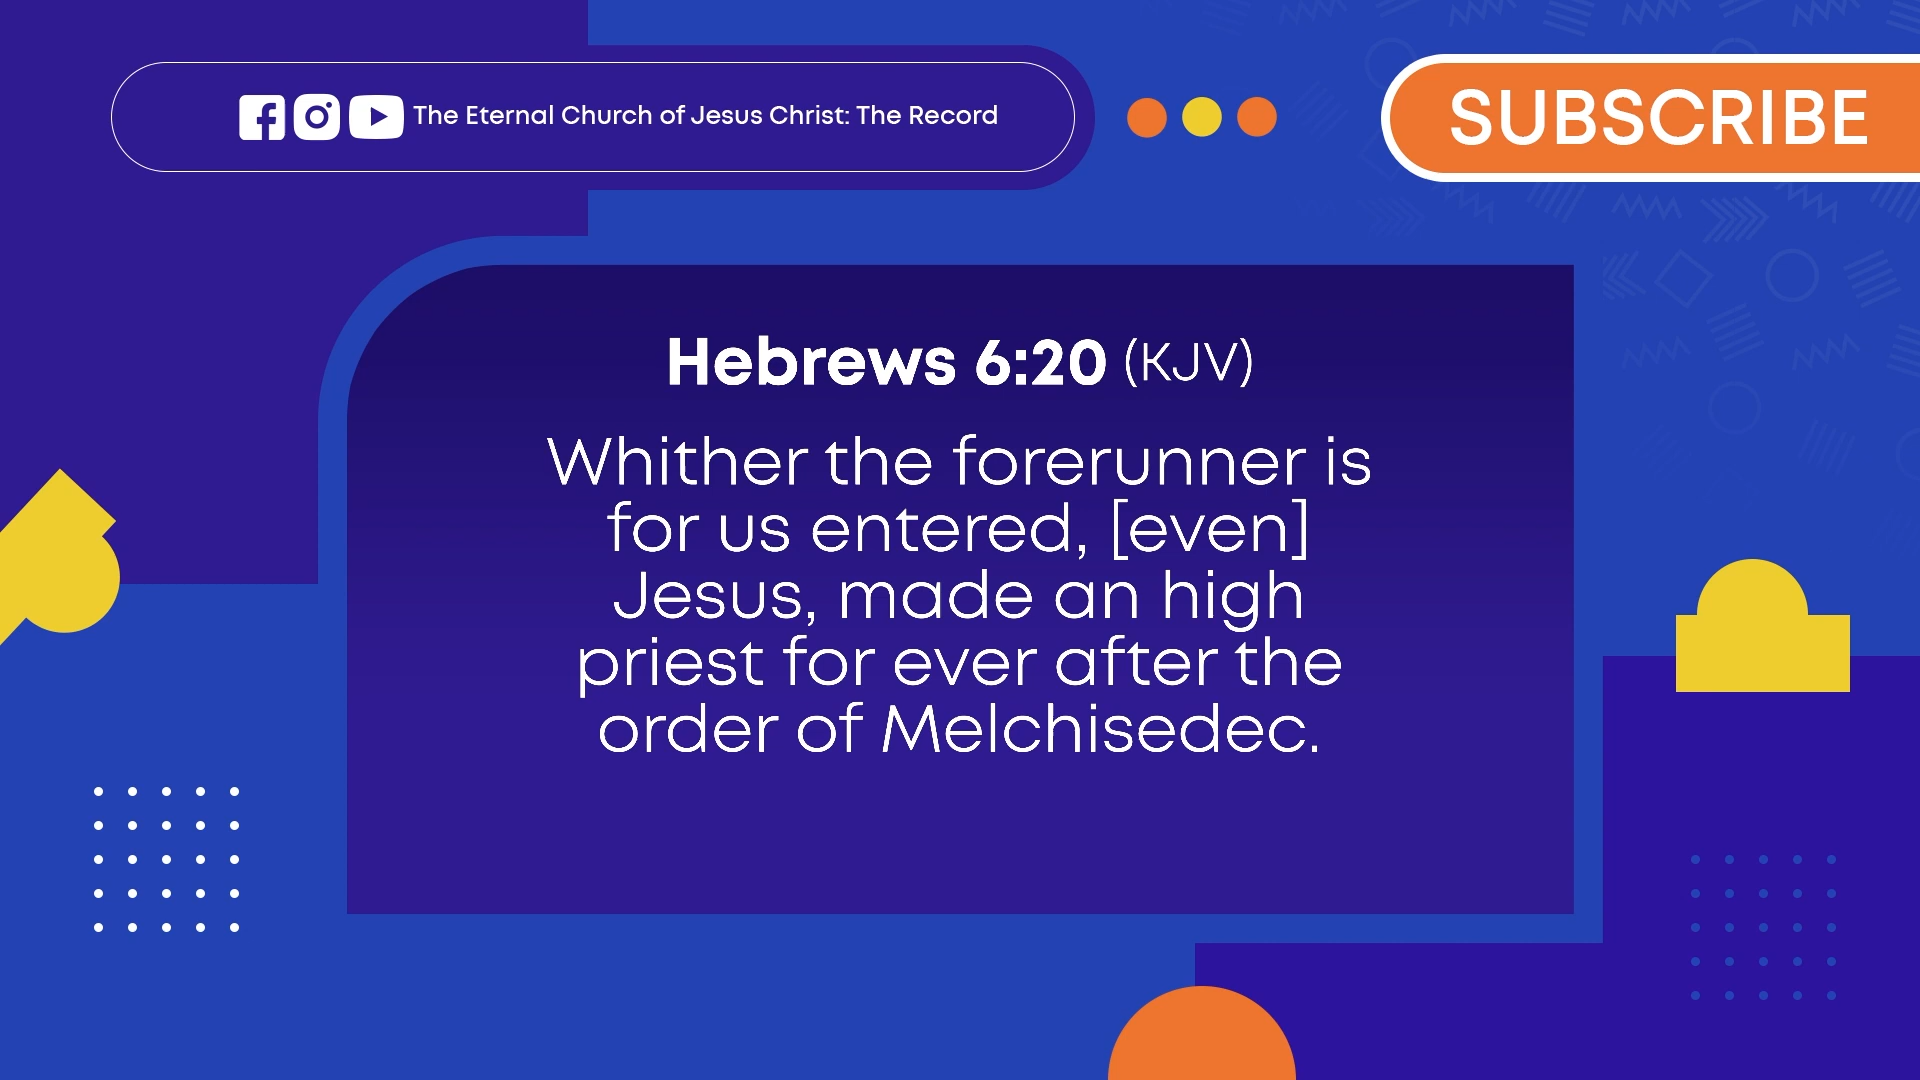 The Eternal Church of Jesus Christ: The Record
SUBSCRIBE
Hebrews 6:20 (KJV)
Whither the forerunner is
for us entered, [even]
Jesus, made an high
priest for ever after the
order of Melchisedec.